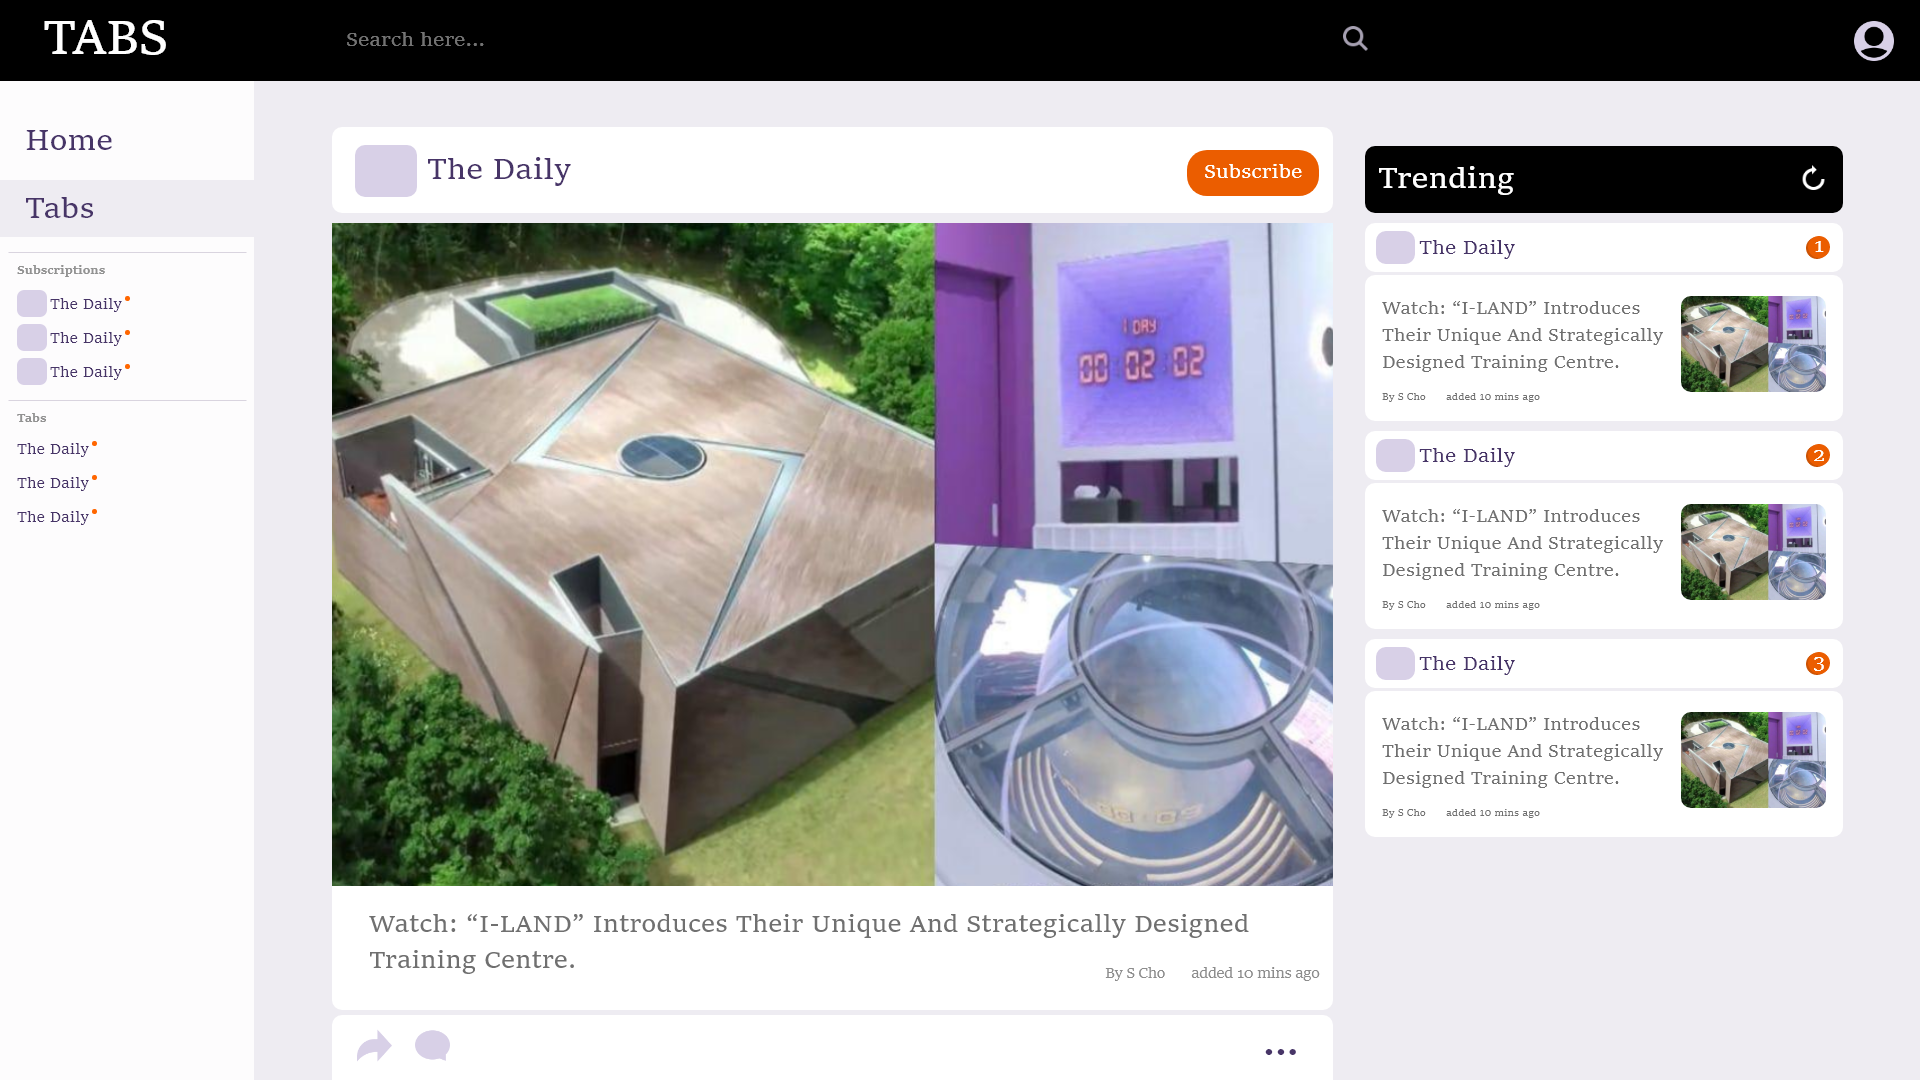 TABS
Search here...
Home
Tabs
Subscriptions
The Daily
The Daily
The Daily
Tabs
The Daily
The Daily
The Daily
The Daily
Subscribe
1 DAY
00:02:02
Watch: “I-LAND” Introduces Their Unique And Strategically Designed
Training Centre.
By S Cho added 10 mins ago
Trending
The Daily
1
Watch: “I-LAND” Introduces
Their Unique And Strategically
Designed Training Centre.
By S Cho added 10 mins ago
The Daily
2
Watch: “I-LAND” Introduces
Their Unique And Strategically
Designed Training Centre.
By S Cho added 10 mins ago
The Daily
3
Watch: “I-LAND” Introduces
Their Unique And Strategically
Designed Training Centre.
By S Cho added 10 mins ago